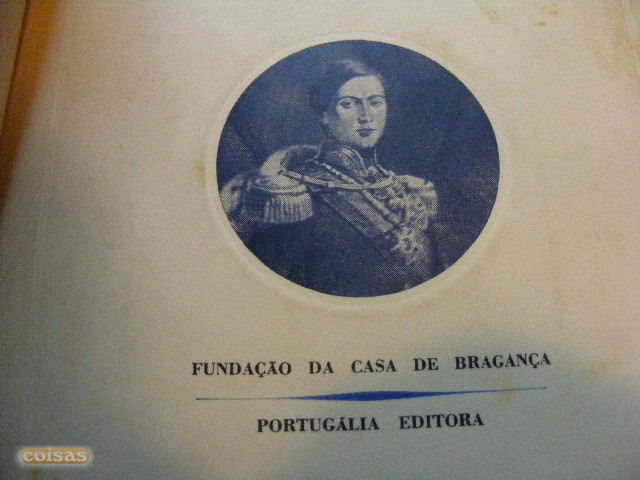 FUNDAÇÃO DA CASA DE BRAGANÇA
PORTUGÁLIA EDITORA
coisas